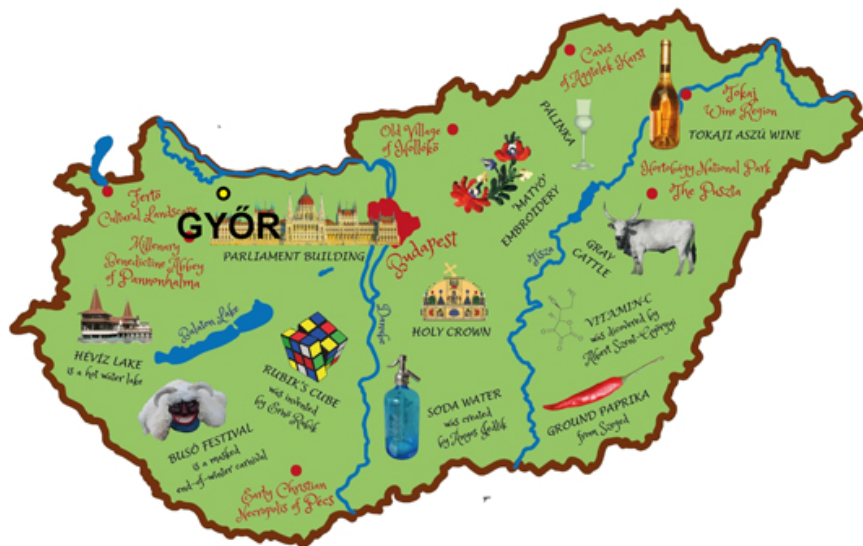 Caves
of Aggtelek Karst
Tokaj
Wine Region
TOKAJI ASZÚ WINE
PÁLINKA
Old Village
of Hollókő
'MATYÓ'
EMBROIDERY
Hortobágy National Park
The Puszta
Fertő
Cultural Landscape
GYŐR
PARLIAMENT BUILDING
Budapest
Millenary
Benedictine Abbey
of Pannonhalma
Tisza
GRAY
CATTLE
HOLY CROWN
Danube
Balaton Lake
VITAMIN-C
was discovered by
Albert Szent-Györgyi
HÉVÍZ LAKE
is a hot water lake
RUBIK'S CUBE
was invented
by Ernő Rubik
SODA WATER
was created
by Ányos Jedlik
GROUND PAPRIKA
from Szeged
BUSÓ FESTIVAL
is a masked
end-of-winter carnival
Early Christian
Necropolis of Pécs